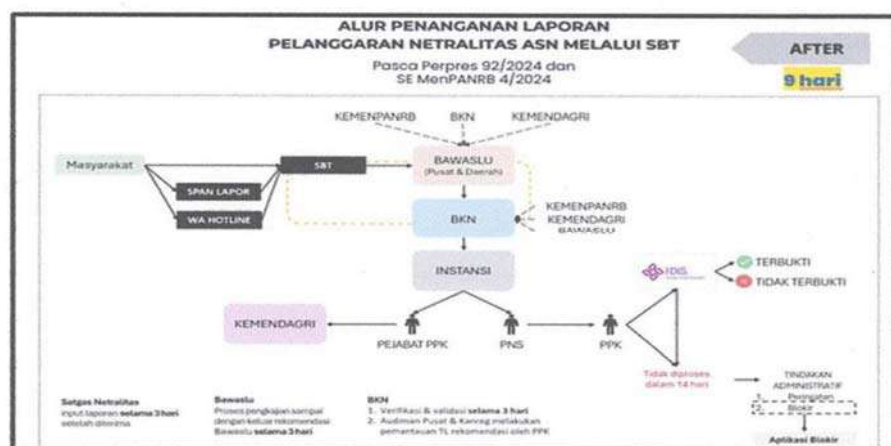 ALUR PENANGANAN LAPORAN
PELANGGARAN NETRALITAS ASN MELALUI SBT
Pasca Perpres 92/2024 dan
SE MenPANRB 4/2024
AFTER
9 hari
KEMENPANRB
BKN
KEMENDAGRI
Masyarakat
SBT
BAWASLU
(Pusat & Daerah)
SPAN LAPOR
WA HOTLINE
BKN
KEMENPANRB
KEMENDAGRI
BAWASLU
INSTANSI
IDIS
TERBUKTI
TIDAK TERBUKTI
KEMENDAGRI
PEJABAT PPK
PNS
PPK
Tidak diproses
dalam 14 hari
TINDAKAN
ADMINISTRATIF
1. Peringatan
2. Blokir
Aplikasi Blokir
Satgas Netralitas
input laporan selama 3 hari
setelah diterima
Bawaslu
Proses pengkajian sampai
dengan keluar rekomendasi
Bawaslu selama 3 hari
BKN
1. Verifikasi & validasi selama 3 hari
2. Audiman Pusat & Kanreg melakukan
pemantauan TL rekomendasi oleh PPK